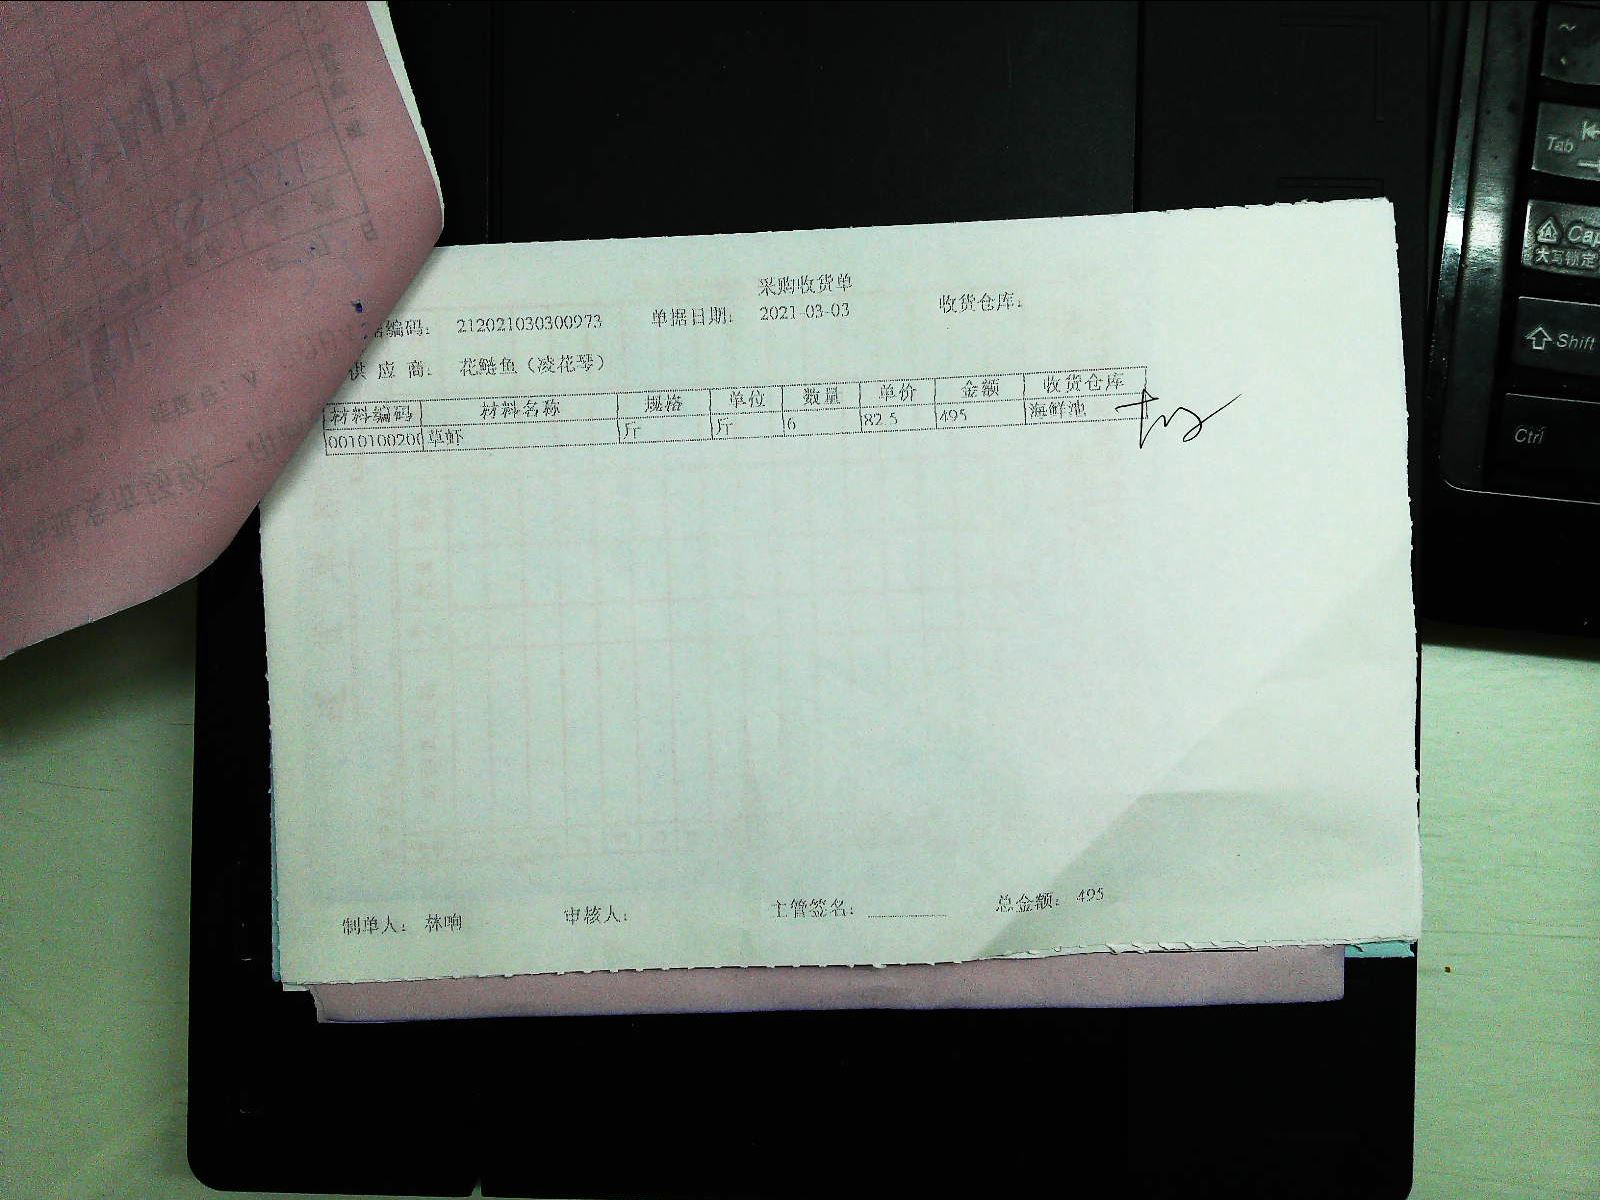 采购收货单
编码： 212021030300973 单据日期： 2021-03-03 收货仓库：
供 应 商： 花鲢鱼（凌花琴）
材料编码 材料名称 规格 单位 数量 单价 金额 收货仓库
0010100200 草虾 斤 斤 6 82.5 495 海鲜池
制单人： 林响 审核人： 主管签名： 总金额： 495
Tab
Cap
大写锁定
Shift
Ctrl